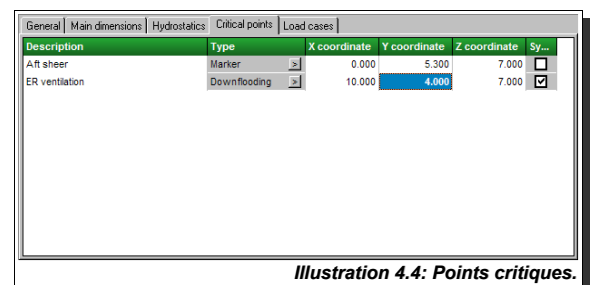 General Main dimensions Hydrostatics Critical points Load cases
Description Type X coordinate Y coordinate Z coordinate Sy...
Aft sheer Marker > 0.000 5.300 7.000
ER ventilation Downflooding > 10.000 4.000 7.000
Illustration 4.4: Points critiques.